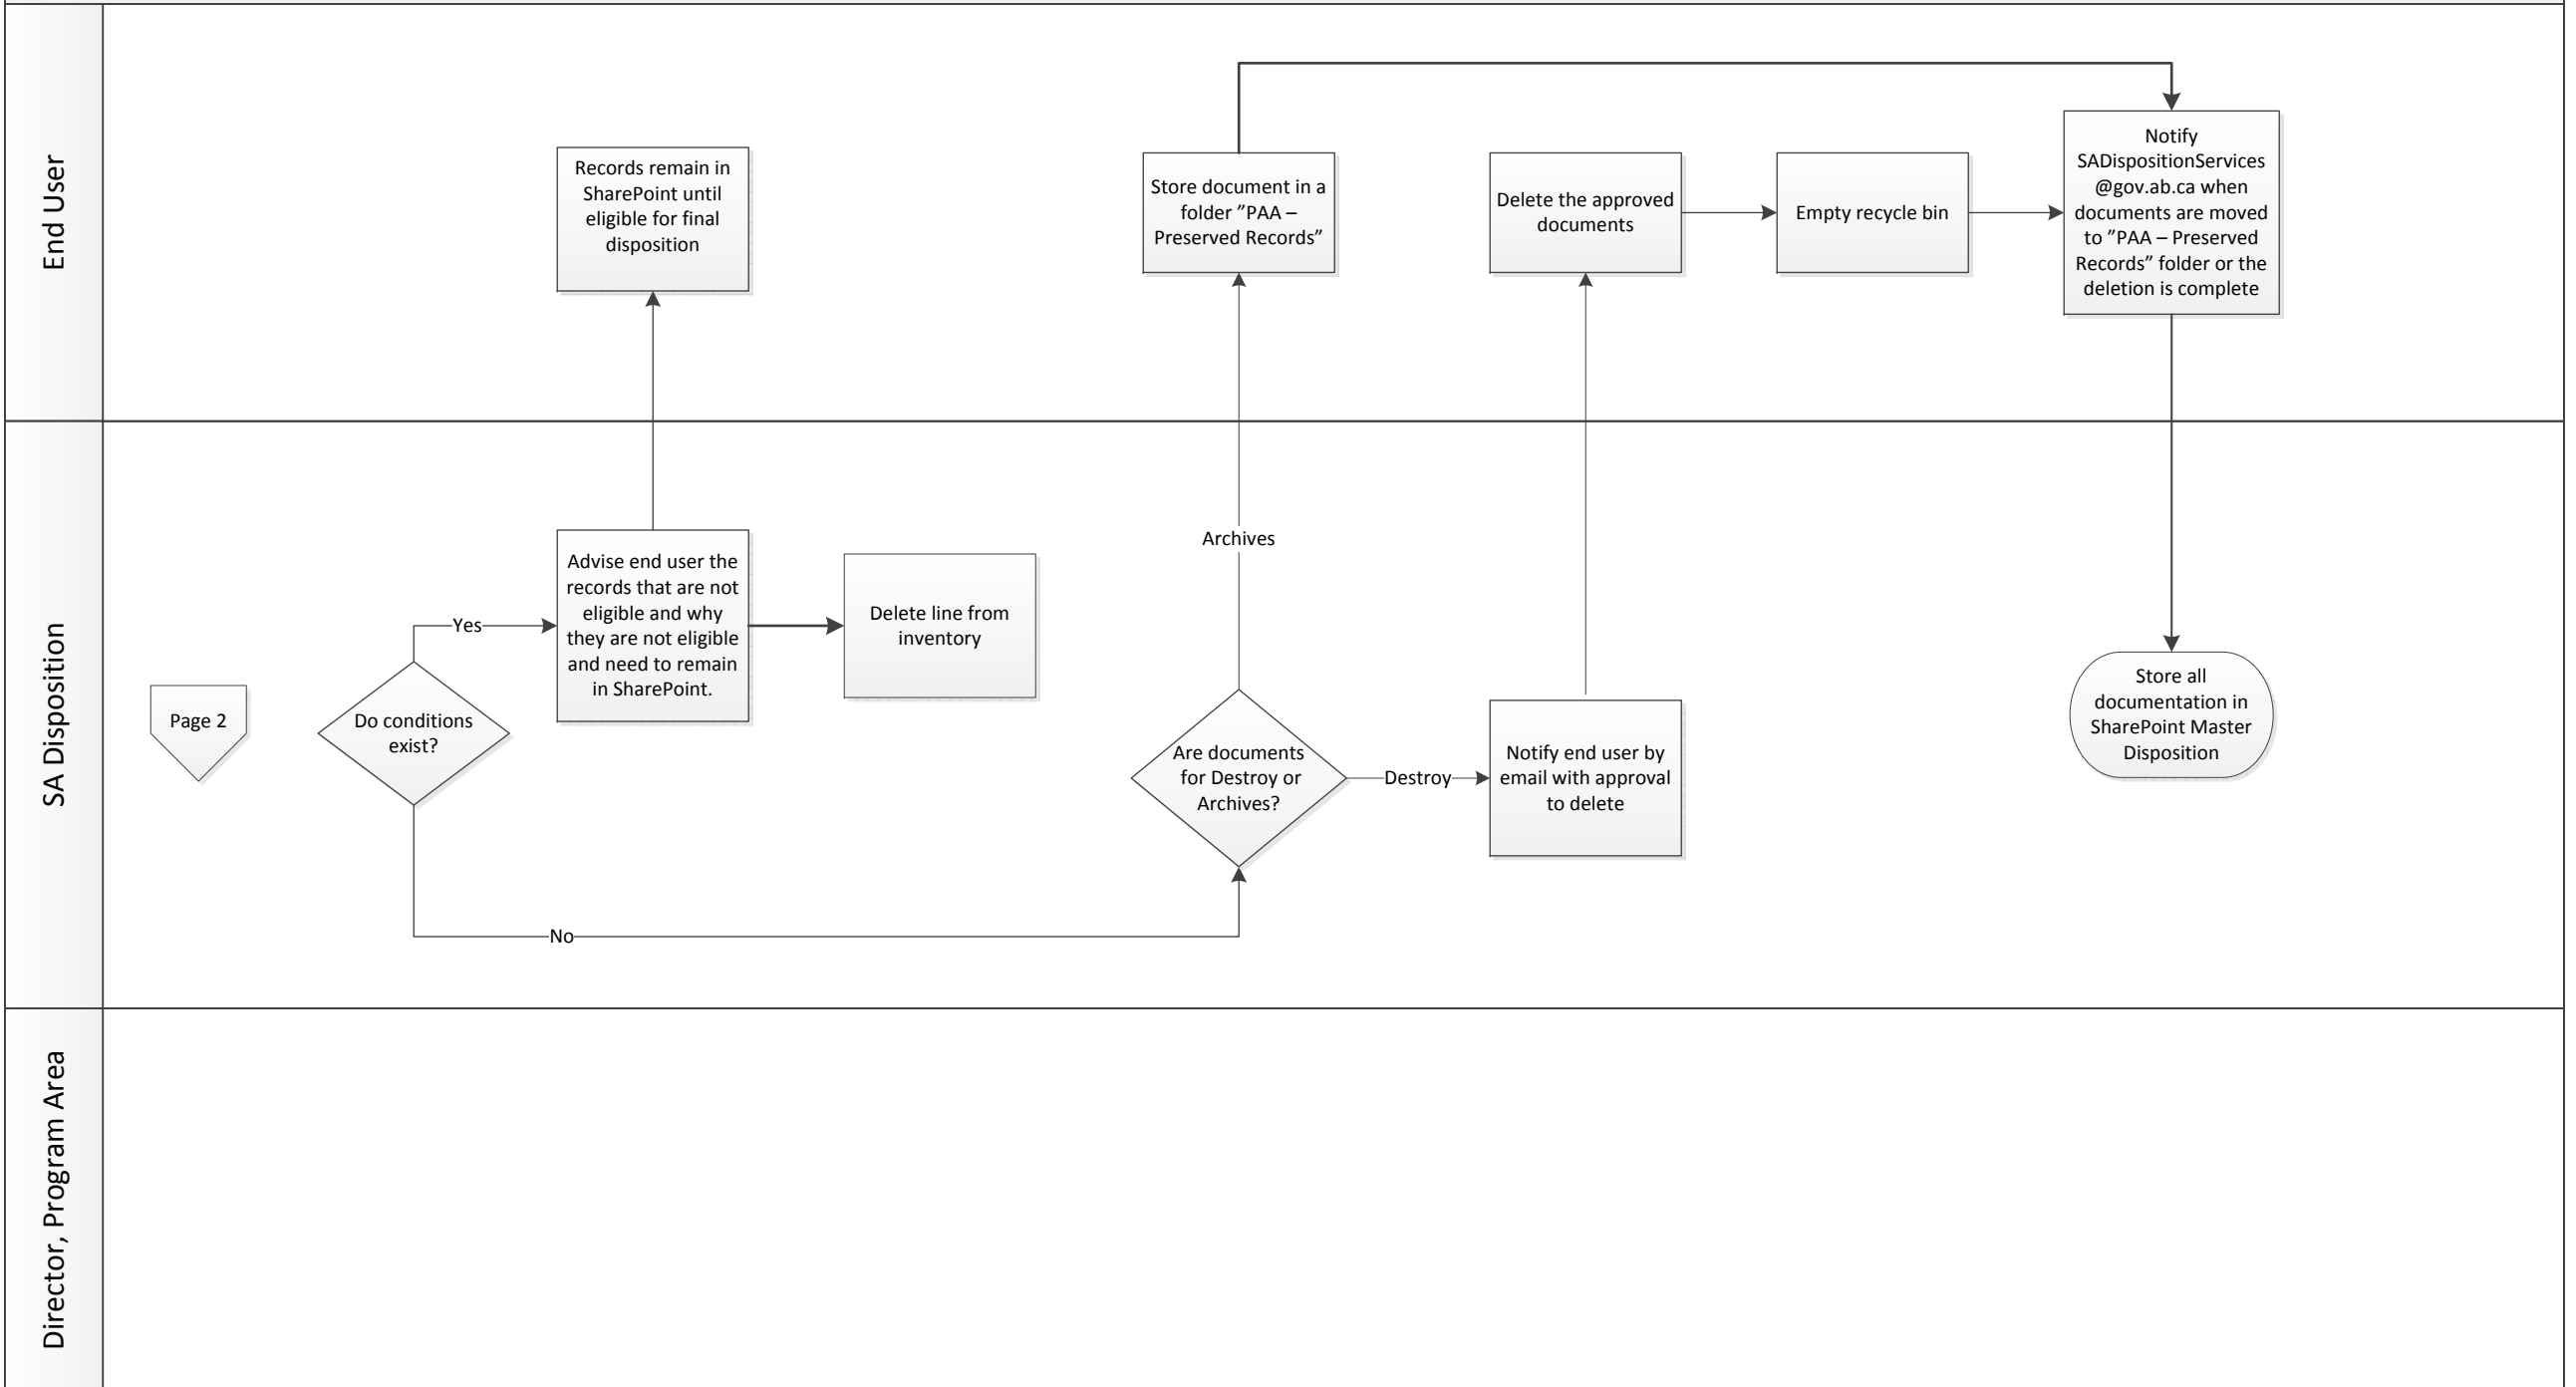 End User
Records remain in
SharePoint until
eligible for final
disposition
Store document in a
folder ”PAA –
Preserved Records”
Delete the approved
documents
Empty recycle bin
Notify
SADispositionServices
@gov.ab.ca when
documents are moved
to ”PAA – Preserved
Records” folder or the
deletion is complete
SA Disposition
Page 2
Do conditions
exist?
Yes
No
Advise end user the
records that are not
eligible and why
they are not eligible
and need to remain
in SharePoint.
Delete line from
inventory
Archives
Are documents
for Destroy or
Archives?
Destroy
Notify end user by
email with approval
to delete
Store all
documentation in
SharePoint Master
Disposition
Director, Program Area